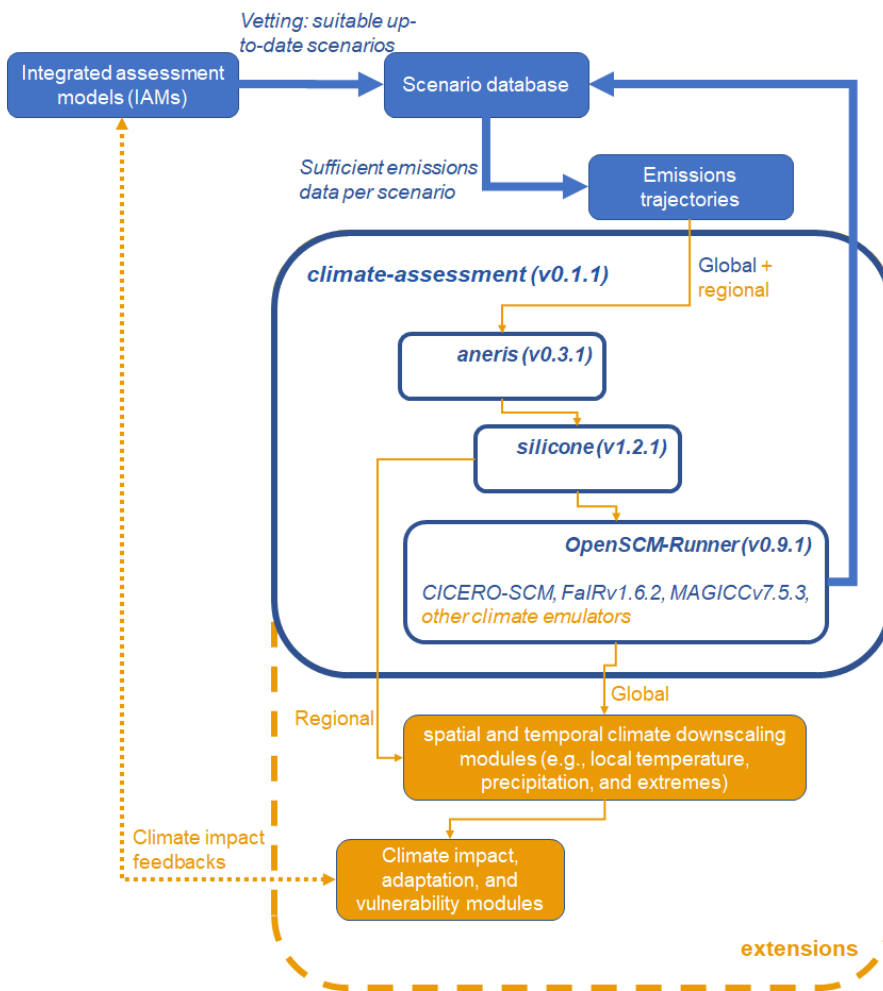 Vetting: suitable up-
to-date scenarios
Integrated assessment
models (IAMs)
Scenario database
Sufficient emissions
data per scenario
Emissions
trajectories
Global +
regional
climate-assessment (v0.1.1)
aneris (v0.3.1)
silicone (v1.2.1)
OpenSCM-Runner (v0.9.1)
CICERO-SCM, FaIRv1.6.2, MAGICCv7.5.3,
other climate emulators
Global
Regional
spatial and temporal climate downscaling
modules (e.g., local temperature,
precipitation, and extremes)
Climate impact
feedbacks
Climate impact,
adaptation, and
vulnerability modules
extensions